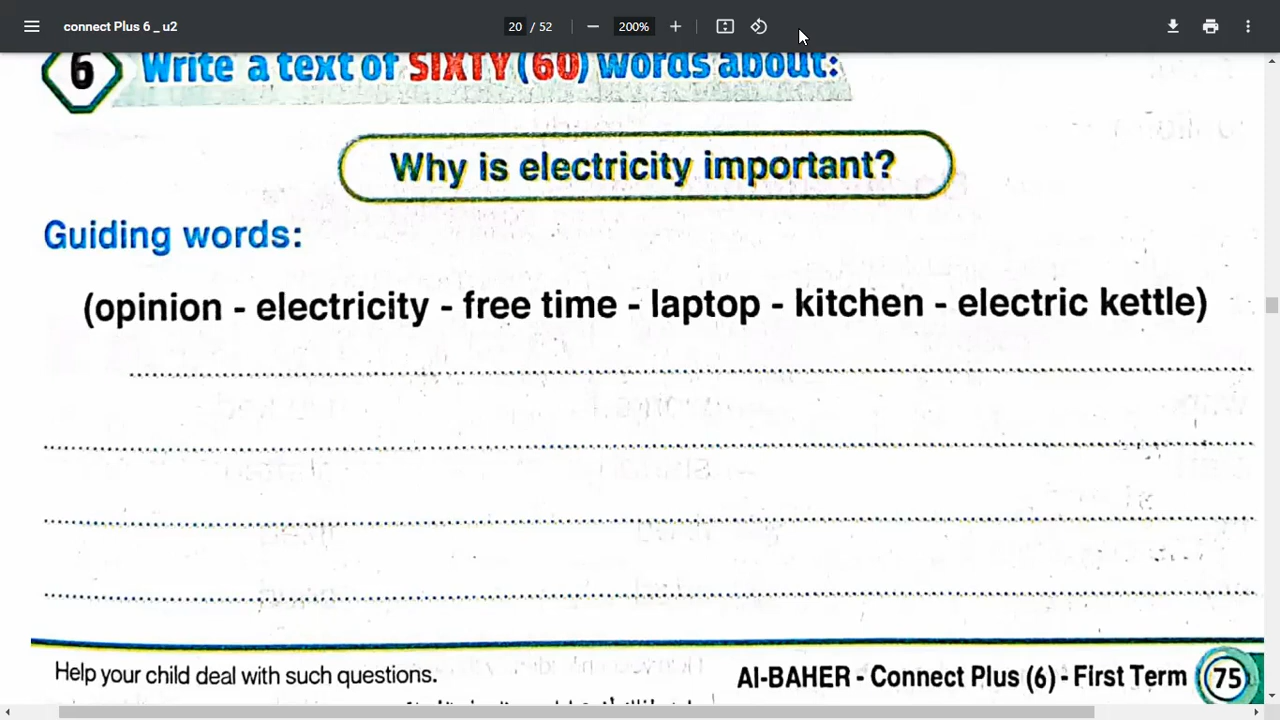 connect Plus 6 _ u2
20 / 52
200%
6 Write a text of SIXTY (60) words about:
Why is electricity important?
Guiding words:
(opinion - electricity - free time - laptop - kitchen - electric kettle)
Help your child deal with such questions.
Al-BAHER - Connect Plus (6) - First Term 75